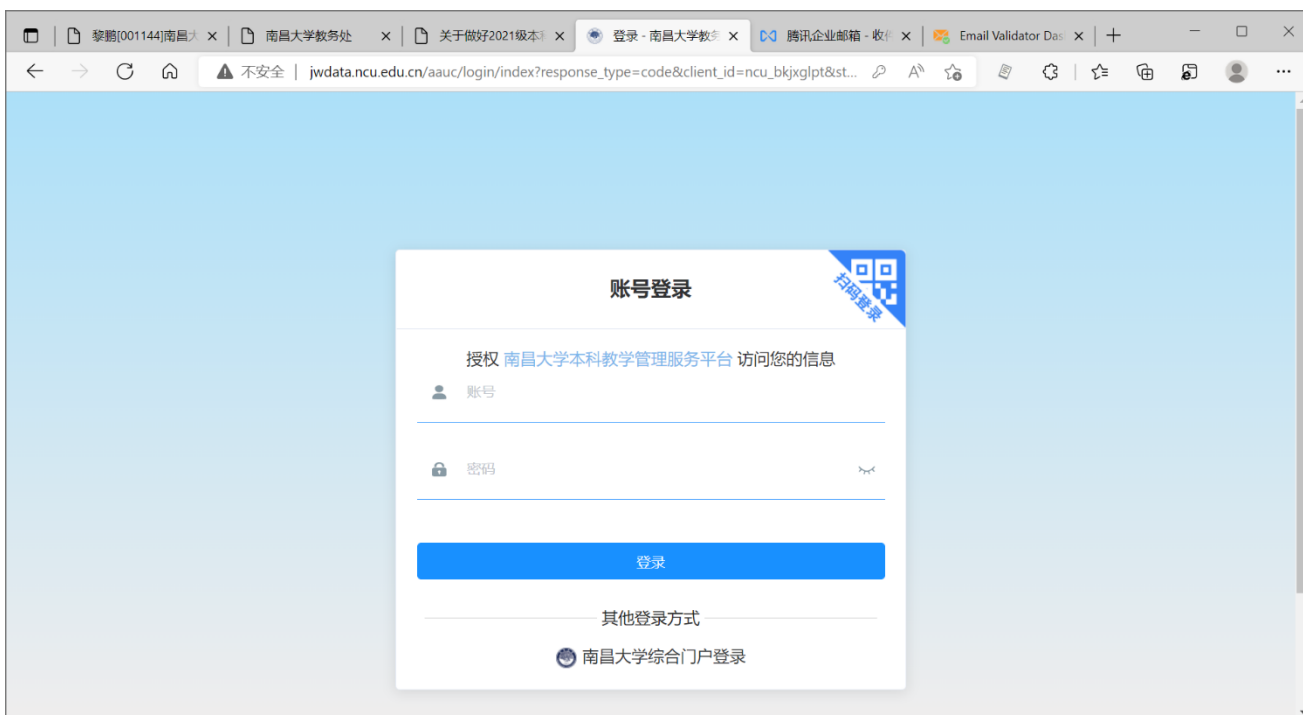 黎鹏[001144]南昌大
南昌大学教务处
关于做好2021级本科
登录 - 南昌大学教务
腾讯企业邮箱 - 收件
Email Validator Das
不安全
jwdata.ncu.edu.cn/aauc/login/index?response_type=code&client_id=ncu_bkjxglpt&st...
账号登录
扫码登录
授权 南昌大学本科教学管理服务平台 访问您的信息
账号
密码
登录
其他登录方式
南昌大学综合门户登录